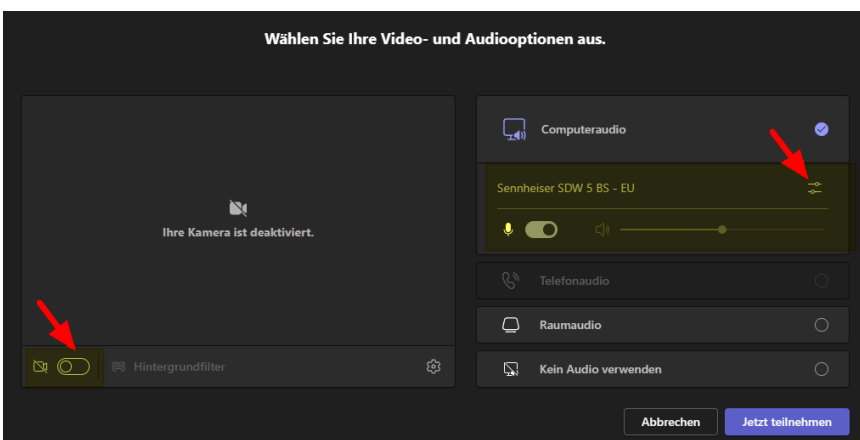 Wählen Sie Ihre Video- und Audiooptionen aus.
Computeraudio
Sennheiser SDW 5 BS - EU
Ihre Kamera ist deaktiviert.
Telefonaudio
Raumaudio
Hintergrundfilter
Kein Audio verwenden
Abbrechen
Jetzt teilnehmen